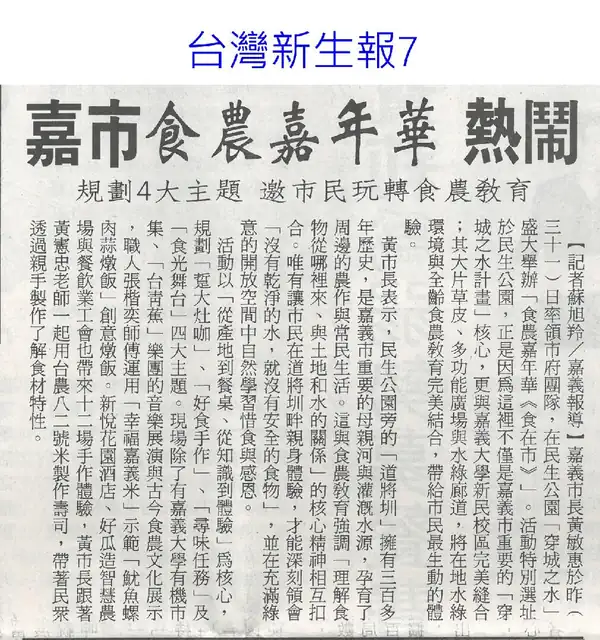 台灣新生報7
嘉市食農嘉年華 熱鬧
規劃4大主題 邀市民玩轉食農教育
【記者蘇旭玲／嘉義報導】嘉義市長黃敏惠於昨（
三十一）日率領市府團隊，在民生公園「穿城之水」
盛大舉辦「食農嘉年華《食在市》」。活動特別選址
於民生公園，正是因為這裡不僅是嘉義市重要的「穿
城之水計畫」核心，更與嘉義大學新民校區完美縫合
；其大片草皮、多功能廣場與水綠廊道，將在地水綠
環境與全齡食農教育完美結合，帶給市民最生動的體
驗。
黃市長表示，民生公園旁的「道將圳」擁有三百多
年歷史，是嘉義市重要的母親河與灌溉水源，孕育了
周邊的農作與常民生活。這與食農教育強調「理解食
物從哪裡來、與土地和水的關係」的核心精神相互扣
合。唯有讓市民在道將圳畔親身體驗，才能深刻領會
「沒有乾淨的水，就沒有安全的食物」，並在充滿綠
意的開放空間中自然學習惜食與感恩。
活動以「從產地到餐桌、從知識到體驗」為核心，
規劃「踅大灶咖」、「好食手作」、「尋味任務」及
「食光舞台」四大主題。現場除了有嘉義大學有機市
集、「台青蕉」樂團的音樂展演與古今食農文化展示
，職人張楷奕師傅運用「幸福嘉義米」示範「魷魚螺
肉蒜燉飯」創意燉飯。新悅花園酒店、好瓜造智慧農
場與餐飲業工會也帶來十二場手作體驗，黃市長跟著
黃憲忠老師一起用台農八二號米製作壽司，帶著民眾
透過親手製作了解食材特性。